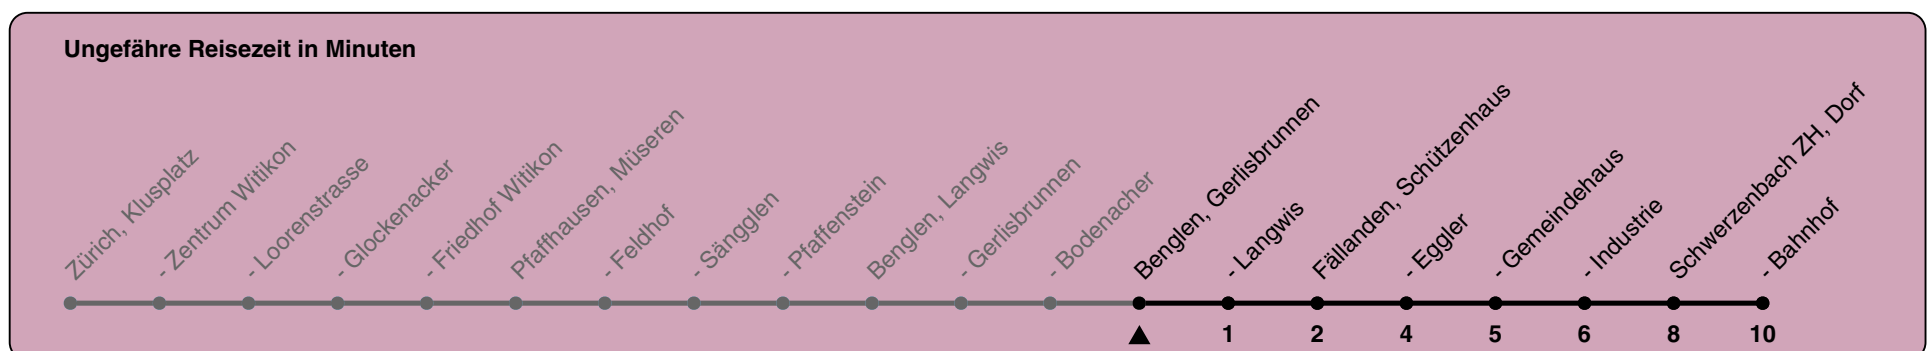 Ungefähre Reisezeit in Minuten
Zürich, Klusplatz
- Zentrum Witikon
- Loorenstrasse
- Glockenacker
- Friedhof Witikon
Pfaffhausen, Müseren
- Feldhof
- Sängglen
- Pfaffenstein
Benglen, Langwis
- Gerlisbrunnen
- Bodenacher
Benglen, Gerlisbrunnen
- Langwis
Fällanden, Schützenhaus
- Eggler
- Gemeindehaus
- Industrie
Schwerzenbach ZH, Dorf
- Bahnhof
1 2 4 5 6 8 10